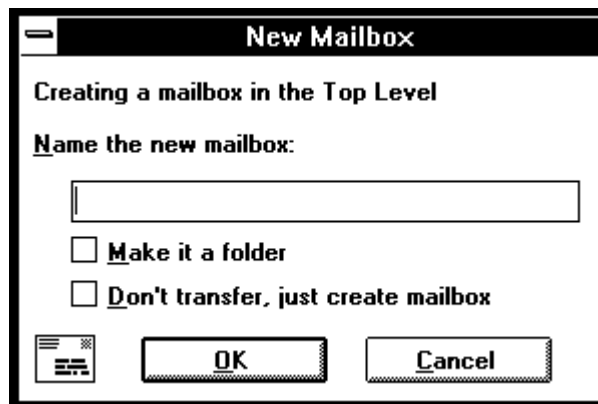 New Mailbox
Creating a mailbox in the Top Level
Name the new mailbox:
Make it a folder
Don't transfer, just create mailbox
OK
Cancel